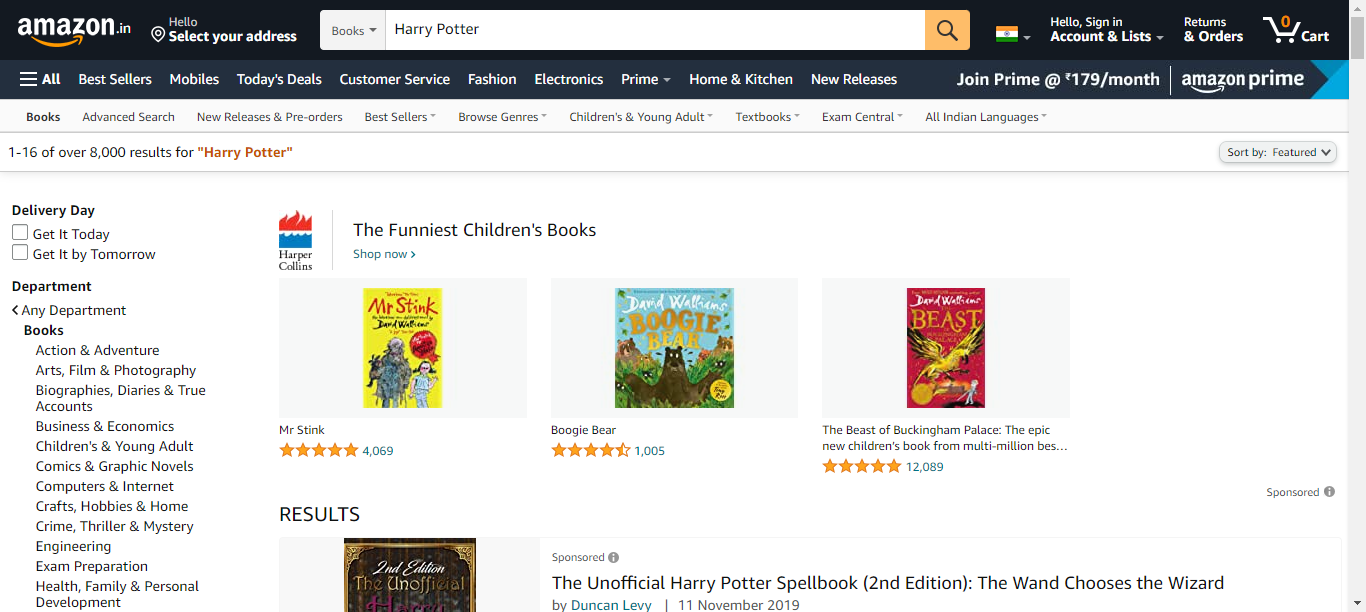 amazon.in
Hello
Select your address
Books
Harry Potter
Hello, Sign in
Account & Lists
Returns
& Orders
0
Cart
All
Best Sellers
Mobiles
Today's Deals
Customer Service
Fashion
Electronics
Prime
Home & Kitchen
New Releases
Join Prime @ ₹179/month
amazon prime
Books
Advanced Search
New Releases & Pre-orders
Best Sellers
Browse Genres
Children's & Young Adult
Textbooks
Exam Central
All Indian Languages
1-16 of over 8,000 results for "Harry Potter"
Sort by: Featured
Delivery Day
Get It Today
Get It by Tomorrow
Department
Any Department
Books
Action & Adventure
Arts, Film & Photography
Biographies, Diaries & True
Accounts
Business & Economics
Children's & Young Adult
Comics & Graphic Novels
Computers & Internet
Crafts, Hobbies & Home
Crime, Thriller & Mystery
Engineering
Exam Preparation
Health, Family & Personal
Development
Harper
Collins
The Funniest Children's Books
Shop now
Mr Stink
David Walliams
Mr Stink
4,069
David Walliams
BOOGIE
BEAR
Tony Ross
Boogie Bear
1,005
David Walliams
BEAST
The Beast of Buckingham Palace: The epic
new children's book from multi-million bes…
12,089
Sponsored
RESULTS
2nd Edition
The Unofficial
Harry
Sponsored
The Unofficial Harry Potter Spellbook (2nd Edition): The Wand Chooses the Wizard
by Duncan Levy | 11 November 2019